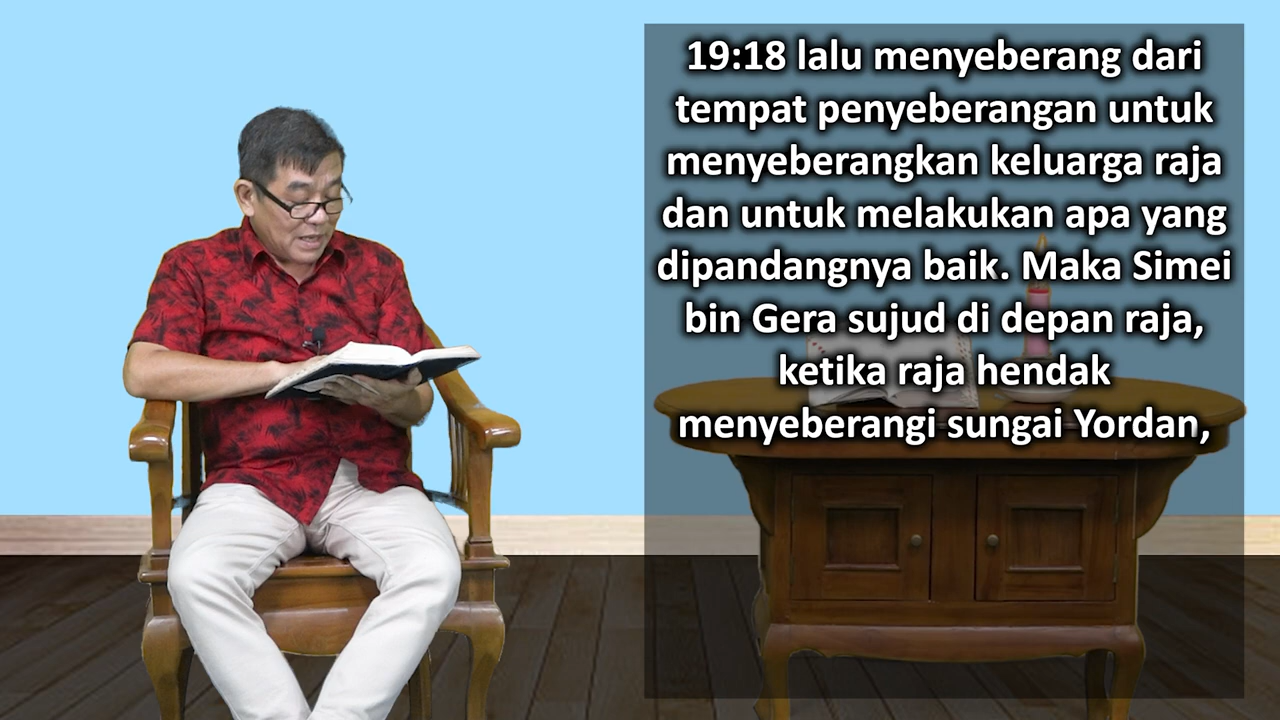 19:18 lalu menyeberang dari
tempat penyeberangan untuk
menyeberangkan keluarga raja
dan untuk melakukan apa yang
dipandangnya baik. Maka Simei
bin Gera sujud di depan raja,
ketika raja hendak
menyeberangi sungai Yordan,